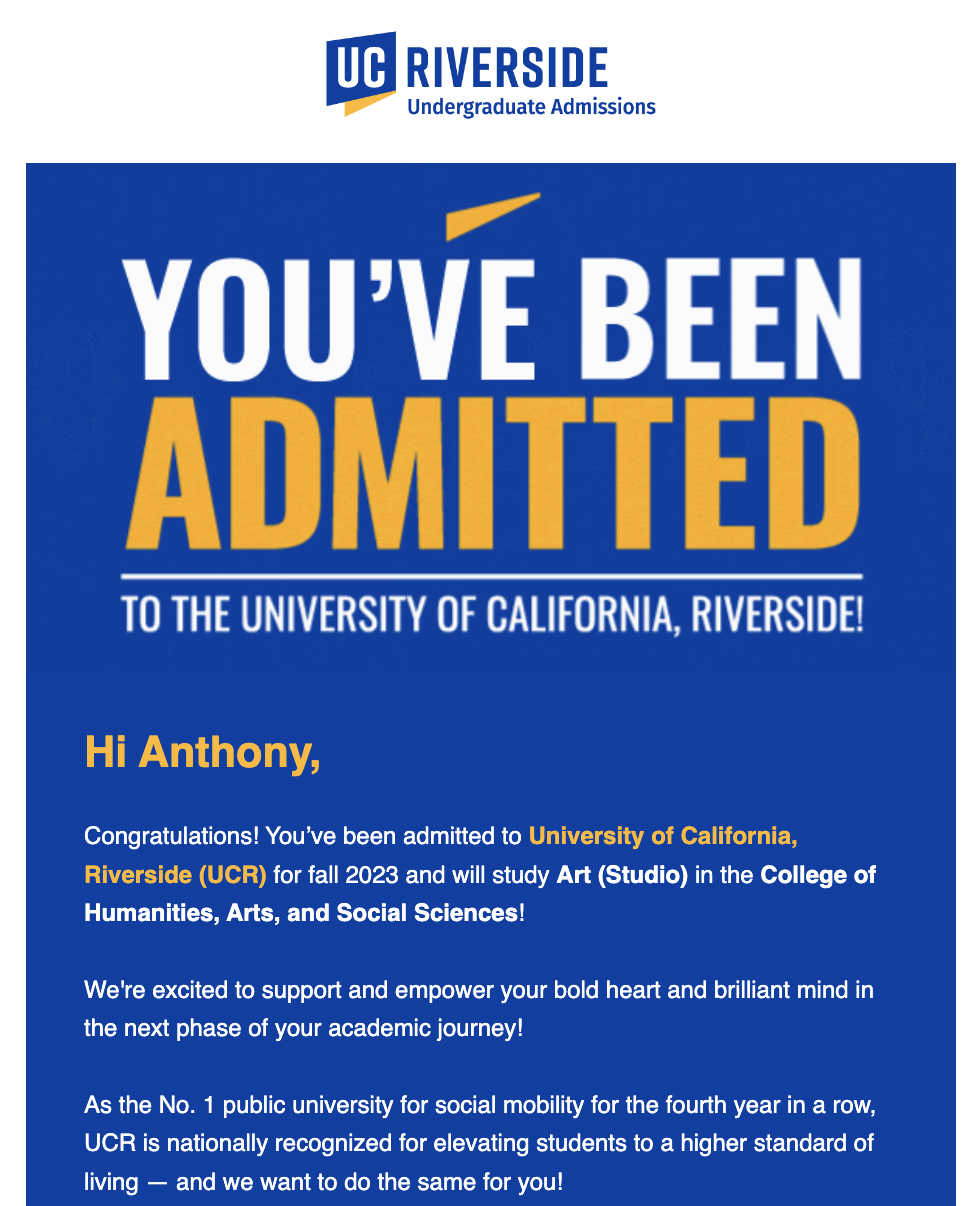 UC RIVERSIDE
Undergraduate Admissions
YOU'VE BEEN
ADMITTED
TO THE UNIVERSITY OF CALIFORNIA, RIVERSIDE!
Hi Anthony,
Congratulations! You’ve been admitted to University of California,
Riverside (UCR) for fall 2023 and will study Art (Studio) in the College of
Humanities, Arts, and Social Sciences!
We're excited to support and empower your bold heart and brilliant mind in
the next phase of your academic journey!
As the No. 1 public university for social mobility for the fourth year in a row,
UCR is nationally recognized for elevating students to a higher standard of
living — and we want to do the same for you!